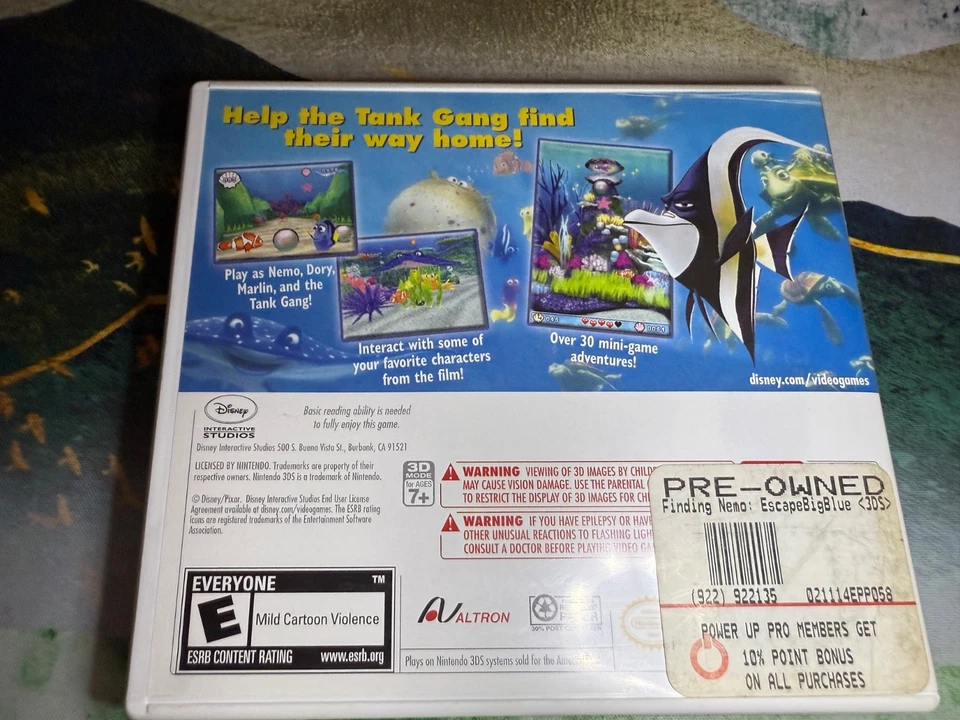 Help the Tank Gang find
their way home!
Play as Nemo, Dory,
Marlin, and the
Tank Gang!
Interact with some of
your favorite characters
from the film!
Over 30 mini-game
adventures!
disney.com/videogames
Disney
INTERACTIVE
STUDIOS
Basic reading ability is needed
to fully enjoy this game.
Disney Interactive Studios 500 S. Buena Vista St., Burbank, CA 91521
LICENSED BY NINTENDO. Trademarks are property of their
respective owners. Nintendo 3DS is a trademark of Nintendo.
© Disney/Pixar. Disney Interactive Studios End User License
Agreement available at disney.com/videogames. The ESRB rating
icons are registered trademarks of the Entertainment Software
Association.
3D
MODE
for AGES
7+
WARNING VIEWING OF 3D IMAGES BY
MAY CAUSE VISION DAMAGE. USE THE PARENTAL
TO RESTRICT THE DISPLAY OF 3D IMAGES FOR
WARNING IF YOU HAVE EPILEPSY OR
OTHER UNUSUAL REACTIONS TO FLASHING
CONSULT A DOCTOR BEFORE PLAYING VIDEO
PRE-OWNED
Finding Nemo: EscapeBigBlue <3DS>
(922) 922135 021114EPP058
POWER UP PRO MEMBERS GET
10% POINT BONUS
ON ALL PURCHASES
EVERYONE TM
E
Mild Cartoon Violence
ESRB CONTENT RATING www.esrb.org
ALTRON
Plays on Nintendo 3DS systems sold for the